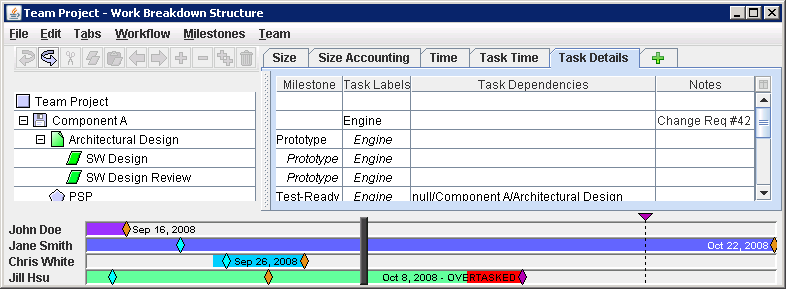 Team Project - Work Breakdown Structure
File Edit Tabs Workflow Milestones Team
Size Size Accounting Time Task Time Task Details
Milestone Task Labels Task Dependencies Notes
Team Project
Component A Engine Change Req #42
Architectural Design Prototype Engine
SW Design Prototype Engine
SW Design Review Prototype Engine
PSP Test-Ready Engine null/Component A/Architectural Design
John Doe Sep 16, 2008
Jane Smith Oct 22, 2008
Chris White Sep 26, 2008
Jill Hsu Oct 8, 2008 - OVERTASKED